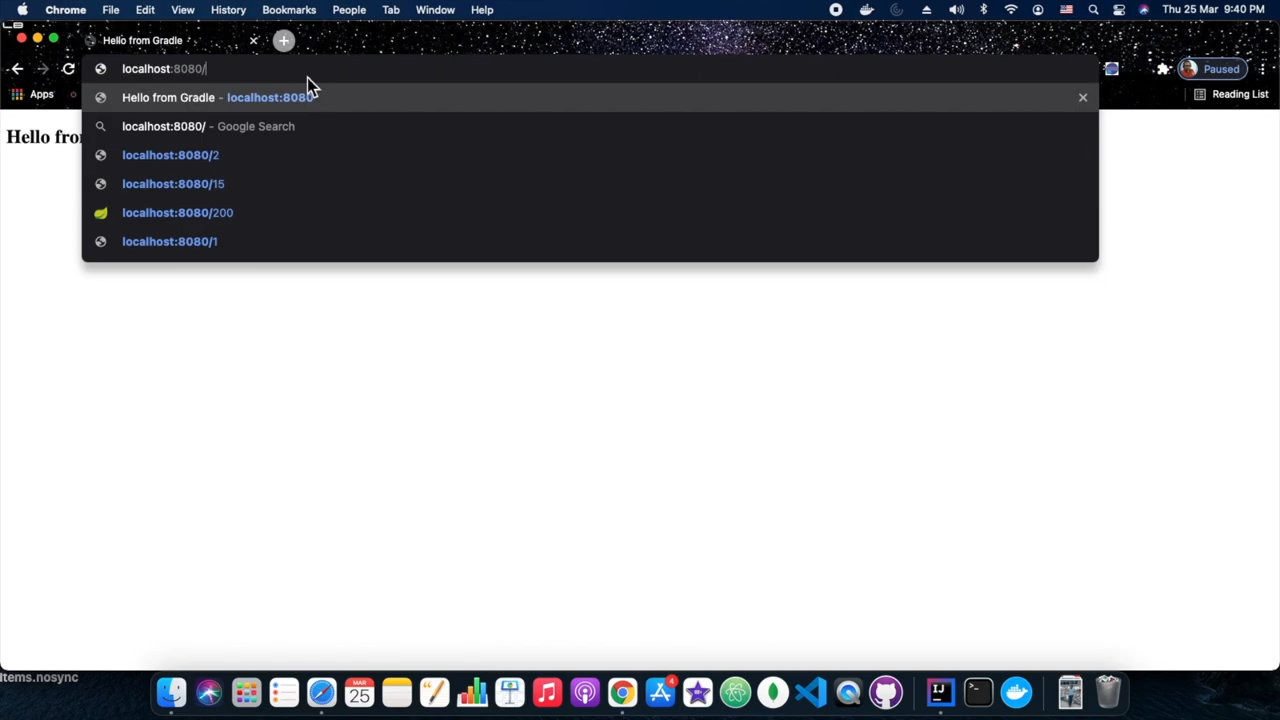 Chrome File Edit View History Bookmarks People Tab Window Help Thu 25 Mar 9:40 PM
Hello from Gradle
localhost:8080/ Paused
Apps Reading List
Hello from Gradle - localhost:8080
localhost:8080/ - Google Search
Hello fro
localhost:8080/2
localhost:8080/15
localhost:8080/200
localhost:8080/1
Items.nosync
MAR
25
4
IJ